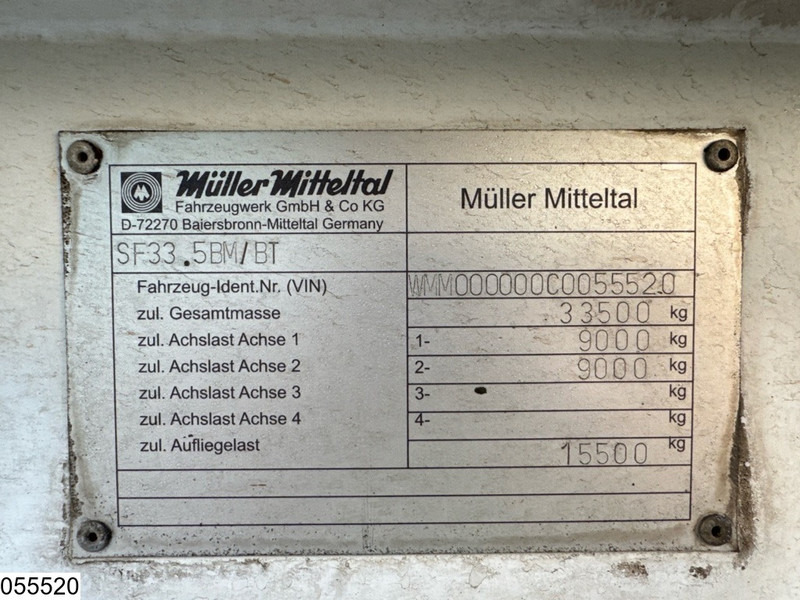 Müller Mitteltal
Fahrzeugwerk GmbH & Co KG
D-72270 Baiersbronn-Mitteltal Germany
Müller Mitteltal
SF33.5BM/BT
Fahrzeug-Ident.Nr. (VIN) WMM000000C0055520
zul. Gesamtmasse 33500 kg
zul. Achslast Achse 1 1- 9000 kg
zul. Achslast Achse 2 2- 9000 kg
zul. Achslast Achse 3 3- kg
zul. Achslast Achse 4 4- kg
zul. Aufliegelast 15500 kg
055520